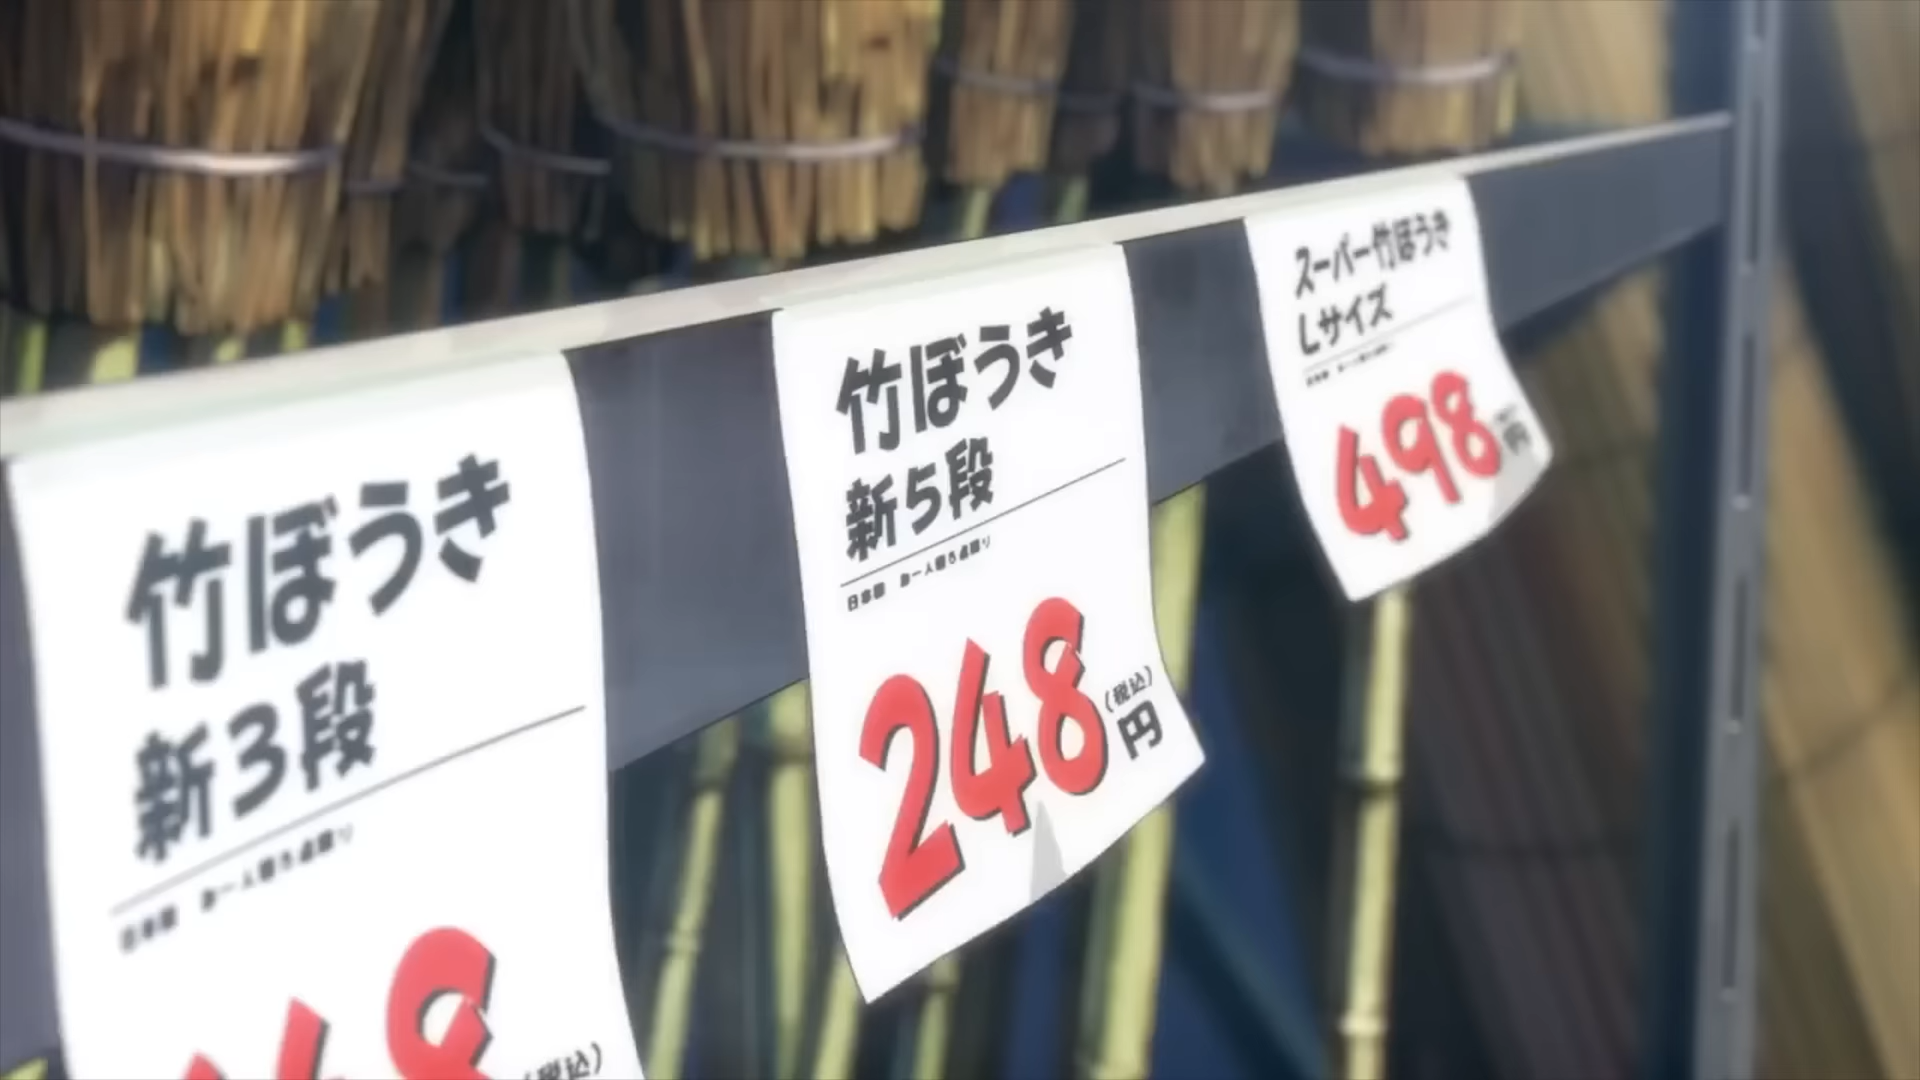 竹ぼうき
新3段
竹ぼうき
新5段
248
(税込)
円
スーパー竹ぼうき
Lサイズ
498
円
(税込)